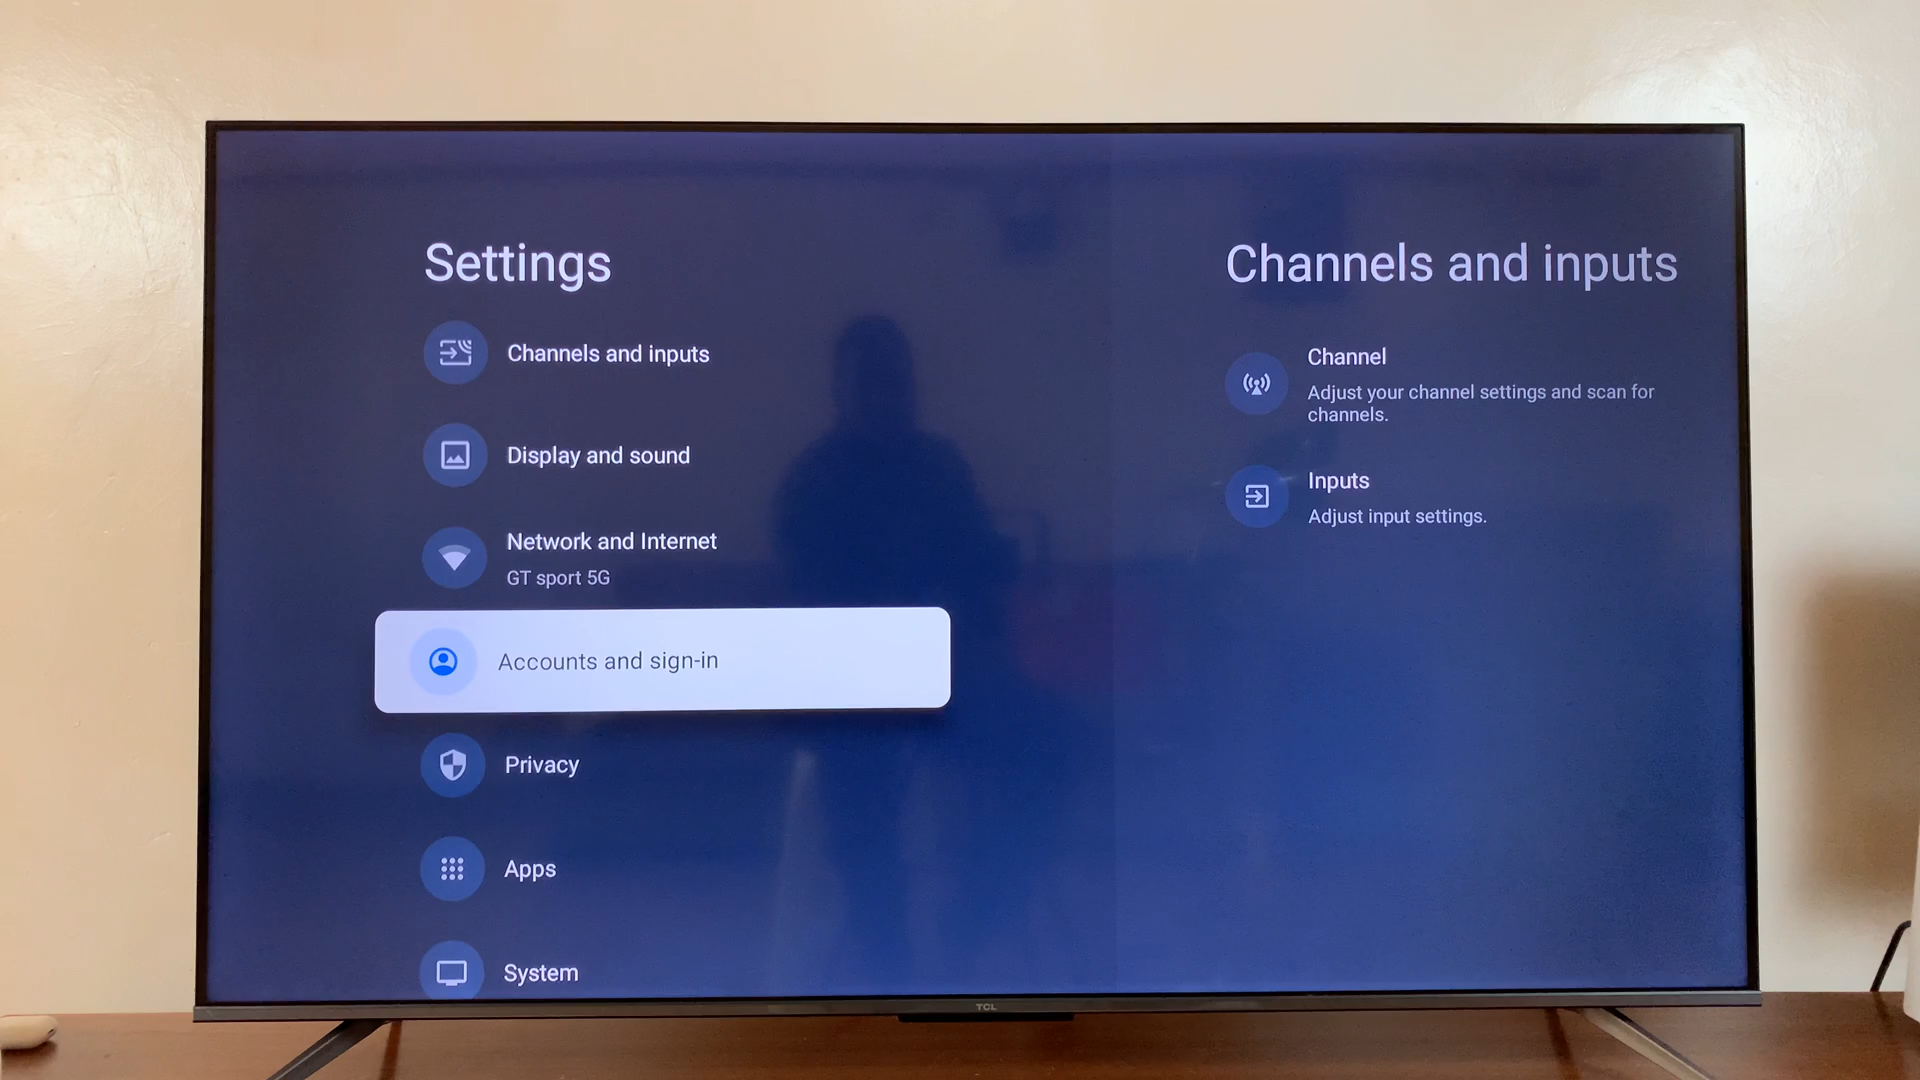 Settings
Channels and inputs
Display and sound
Network and Internet
GT sport 5G
Accounts and sign-in
Privacy
Apps
System
Channels and inputs
Channel
Adjust your channel settings and scan for
channels.
Inputs
Adjust input settings.
TCL